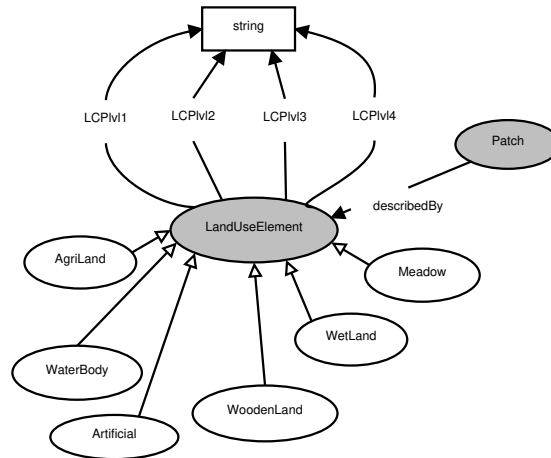 string
LCPlvl1
LCPlvl2
LCPlvl3
LCPlvl4
Patch
describedBy
LandUseElement
AgriLand
Meadow
WetLand
WaterBody
WoodenLand
Artificial